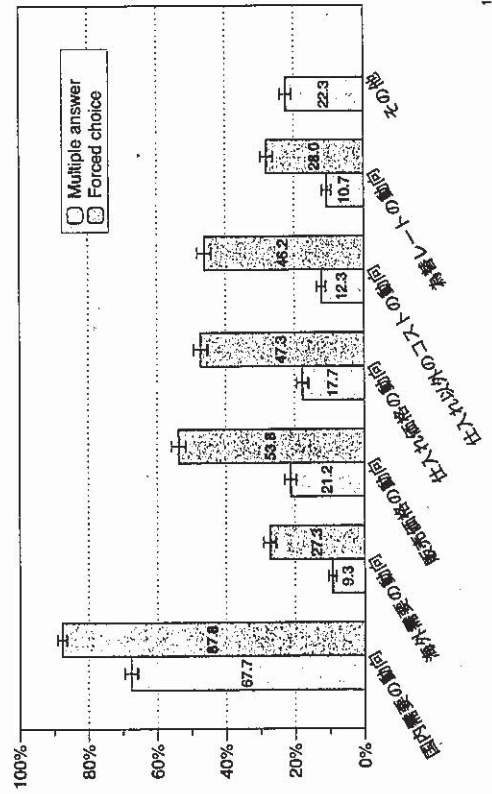 100%
80%
60%
40%
20%
0%
Multiple answer
Forced choice
67.7
87.8
9.3
27.3
21.2
53.8
17.7
47.3
12.3
46.2
10.7
28.0
22.3
国内需要の動向
海外需要の動向
販売価格の動向
仕入れ価格の動向
仕入れ以外のコストの動向
為替レートの動向
その他
1